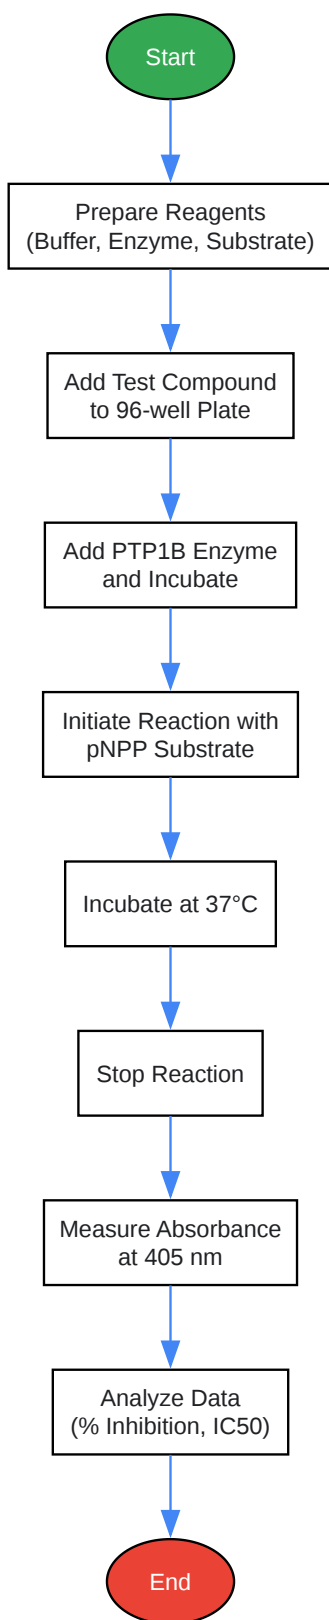 Start
Prepare Reagents
(Buffer, Enzyme, Substrate)
Add Test Compound
to 96-well Plate
Add PTP1B Enzyme
and Incubate
Initiate Reaction with
pNPP Substrate
Incubate at 37°C
Stop Reaction
Measure Absorbance
at 405 nm
Analyze Data
(% Inhibition, IC50)
End